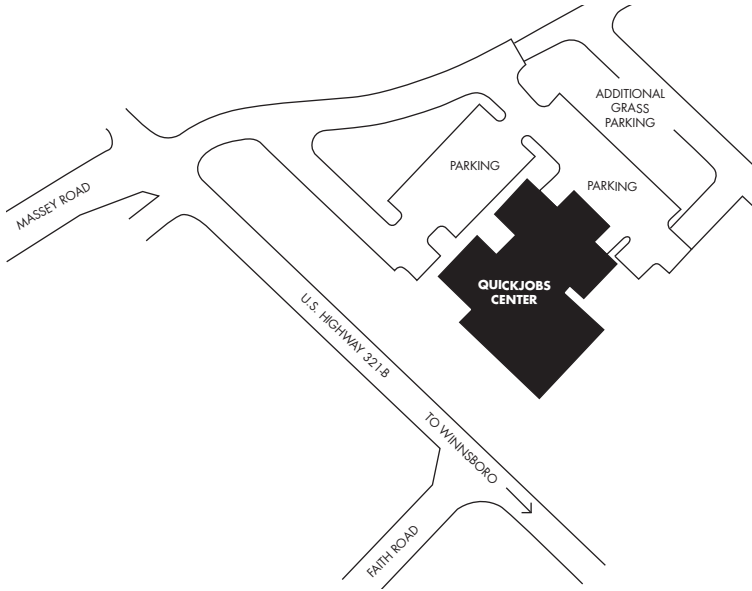 ADDITIONAL
GRASS
PARKING
PARKING
PARKING
MASSEY ROAD
QUICKJOBS
CENTER
U.S. HIGHWAY 321-B
TO WINNSBORO
FAITH ROAD